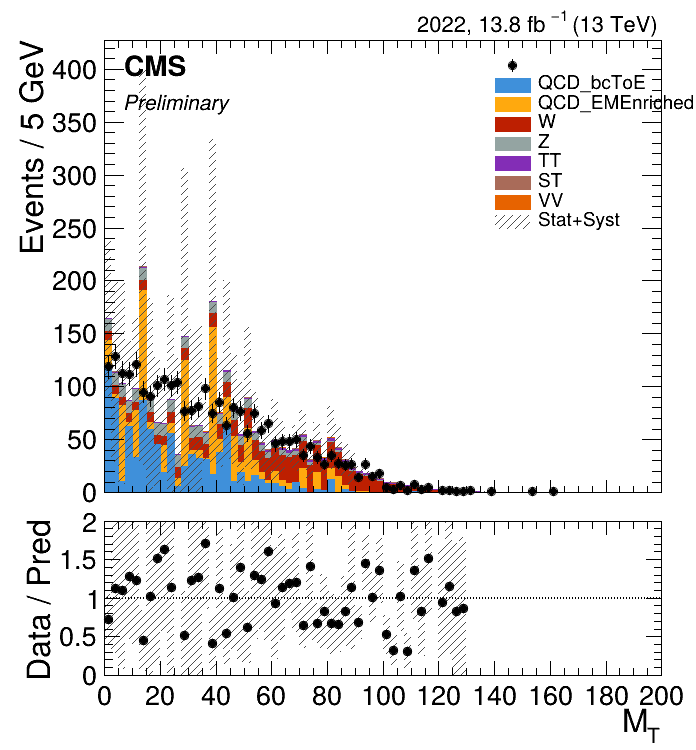 2022, 13.8 fb⁻¹ (13 TeV)
CMS
Preliminary
QCD_bcToE
QCD_EMEnriched
W
Z
TT
ST
VV
Stat+Syst
Events / 5 GeV
400
350
300
250
200
150
100
50
0
Data / Pred
2
1.5
1
0.5
0
0 20 40 60 80 100 120 140 160 180 200
M_T